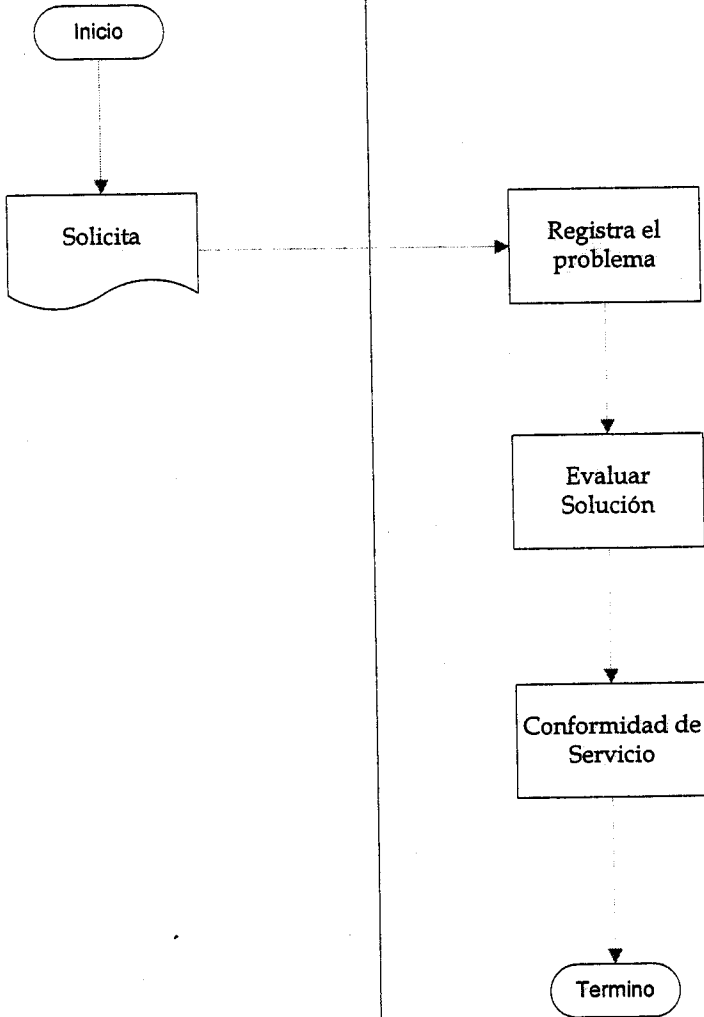 Inicio
Solicita
Registra el
problema
Evaluar
Solución
Conformidad de
Servicio
Termino